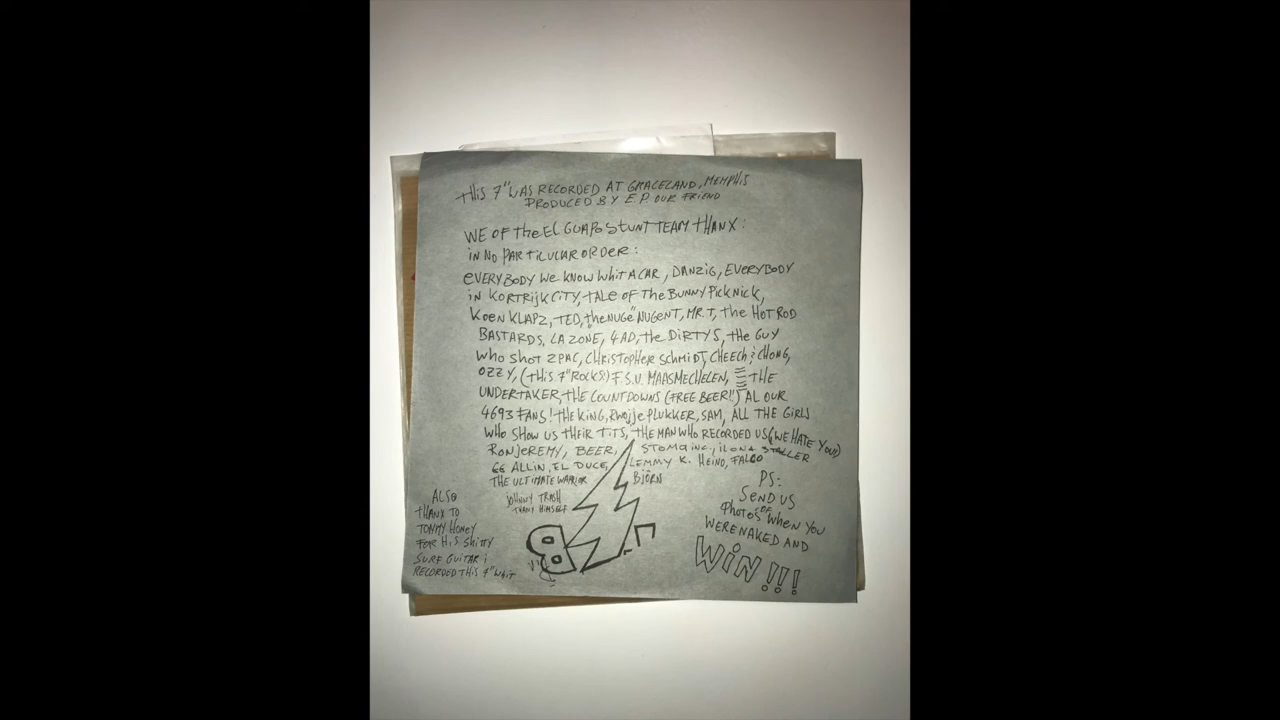 THIS 7" WAS RECORDED AT GRACELAND, MEMPHIS
PRODUCED BY E.P. OUR FRIEND
WE OF THE EL GUAPO STUNT TEAM THANX:
IN NO PARTICULAR ORDER:
EVERYBODY WE KNOW WHIT A CAR, DANZIG, EVERYBODY
IN KORTRIJK CITY, TALE OF THE BUNNY PICKNICK,
KOEN KLAPZ, TED, "THE NUGE" NUGENT, MR. T, THE HOTROD
BASTARDS, LA ZONE, 4AD, THE DIRTYS, THE GUY
WHO SHOT 2PAC, CHRISTOPHER SCHMIDT, CHEECH & CHONG,
OZZY, (THIS 7" ROCKS!) F.S.U. MAASMECHELEN, THE
UNDERTAKER, THE COUNTDOWNS (FREE BEER!!) AL OUR
4693 FANS! THE KING, RWOJJE PLUKKER, SAM, ALL THE GIRLS
WHO SHOW US THEIR TITS, THE MAN WHO RECORDED US (WE HATE YOU!)
RON JEREMY, BEER, STOMA INC., ILONA STALLER
GG ALLIN, EL DUCE, LEMMY K. HEINO, FALCO
THE ULTIMATE WARRIOR BJÖRN
JOHNNY TRASH
THANY HIMSELF
ALSO
THANX TO
TOMMY HONEY
FOR HIS SHITTY
SURF GUITAR I
RECORDED THIS 7" WHIT
PS:
SEND US
PHOTOS OF WHEN YOU
WERE NAKED AND
WIN!!!